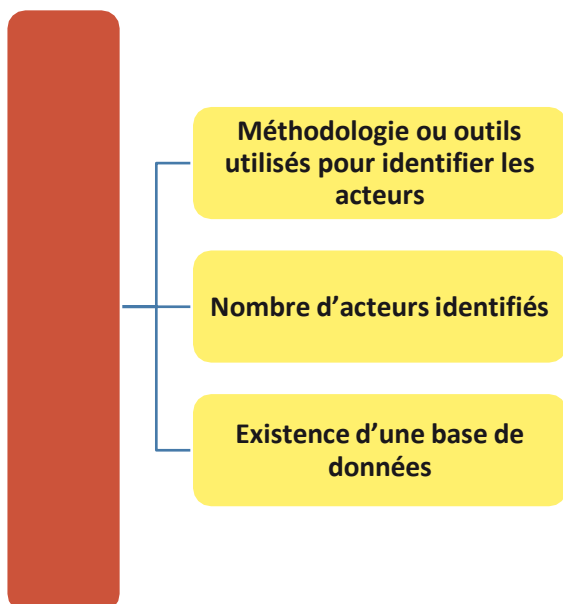 Méthodologie ou outils
utilisés pour identifier les
acteurs
Nombre d’acteurs identifiés
Existence d’une base de
données